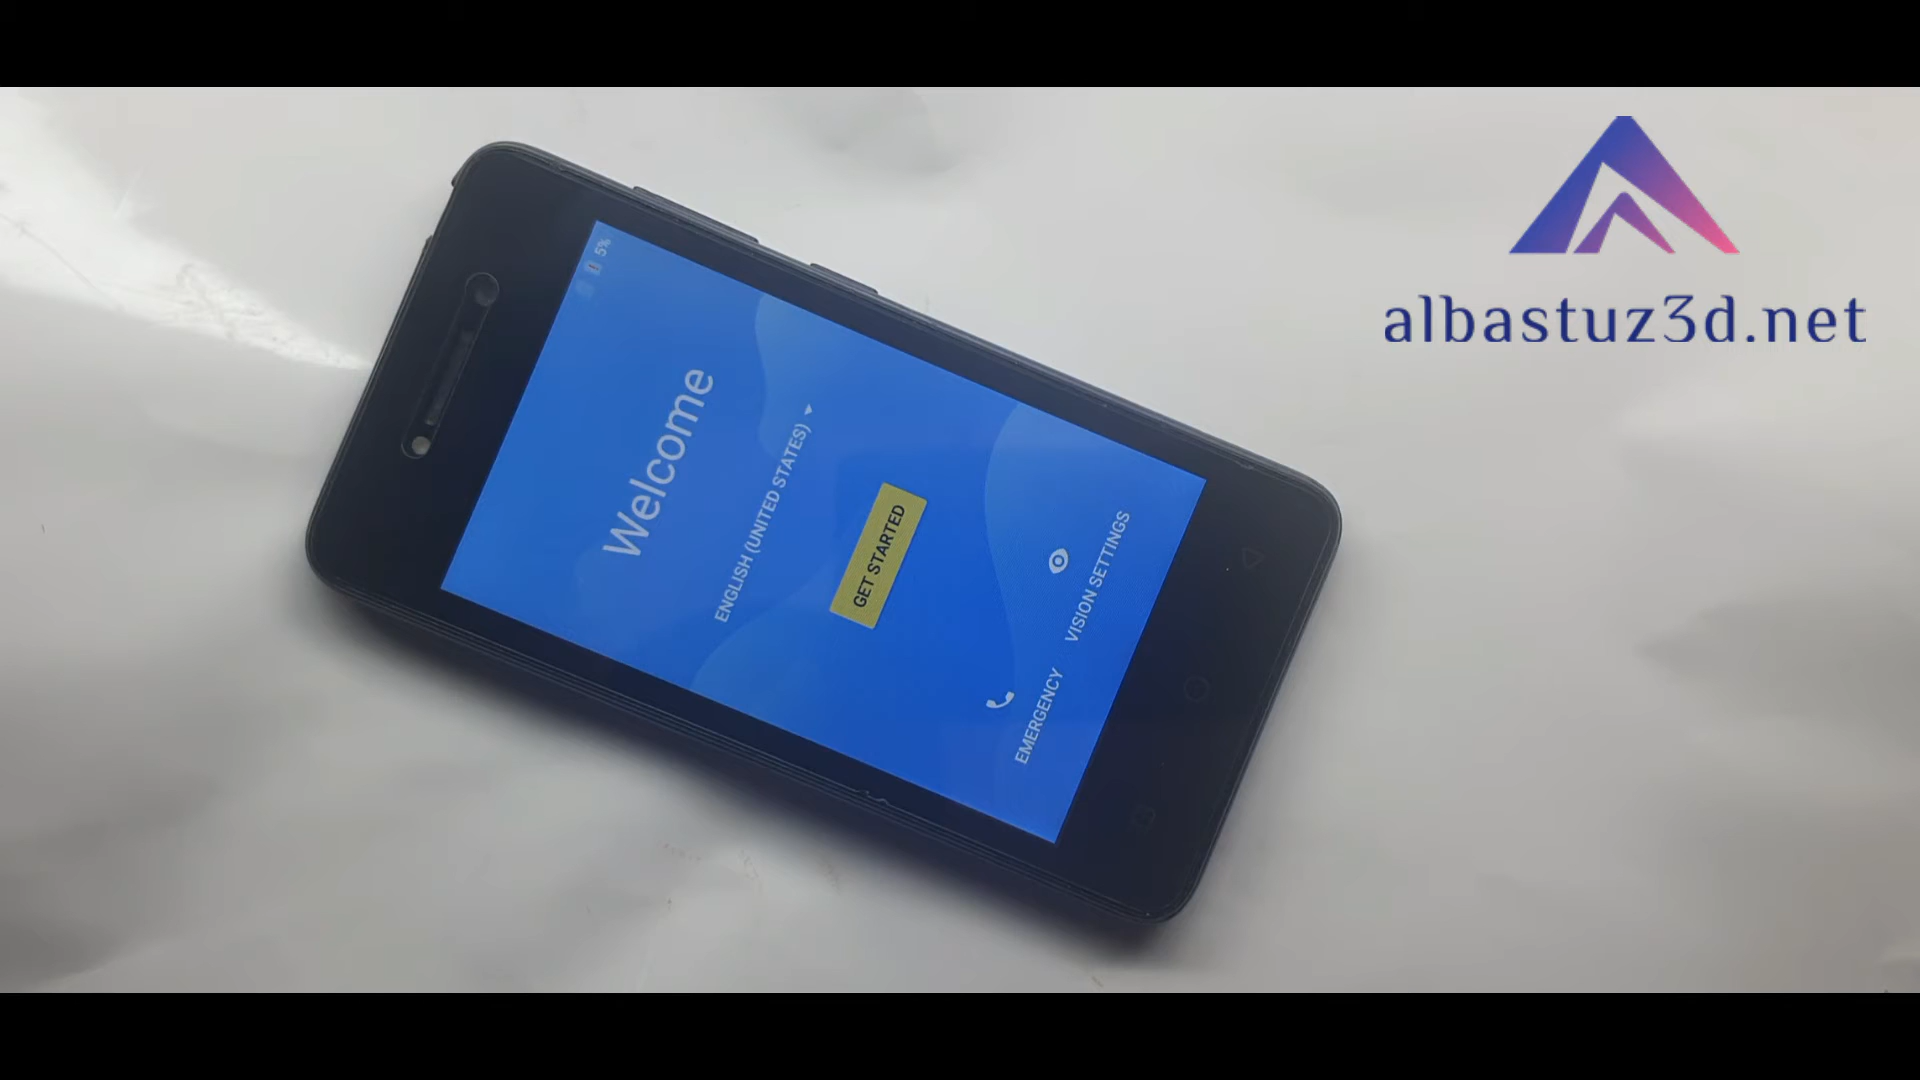 albastuz3d.net
5%
Welcome
ENGLISH (UNITED STATES)
GET STARTED
EMERGENCY
VISION SETTINGS